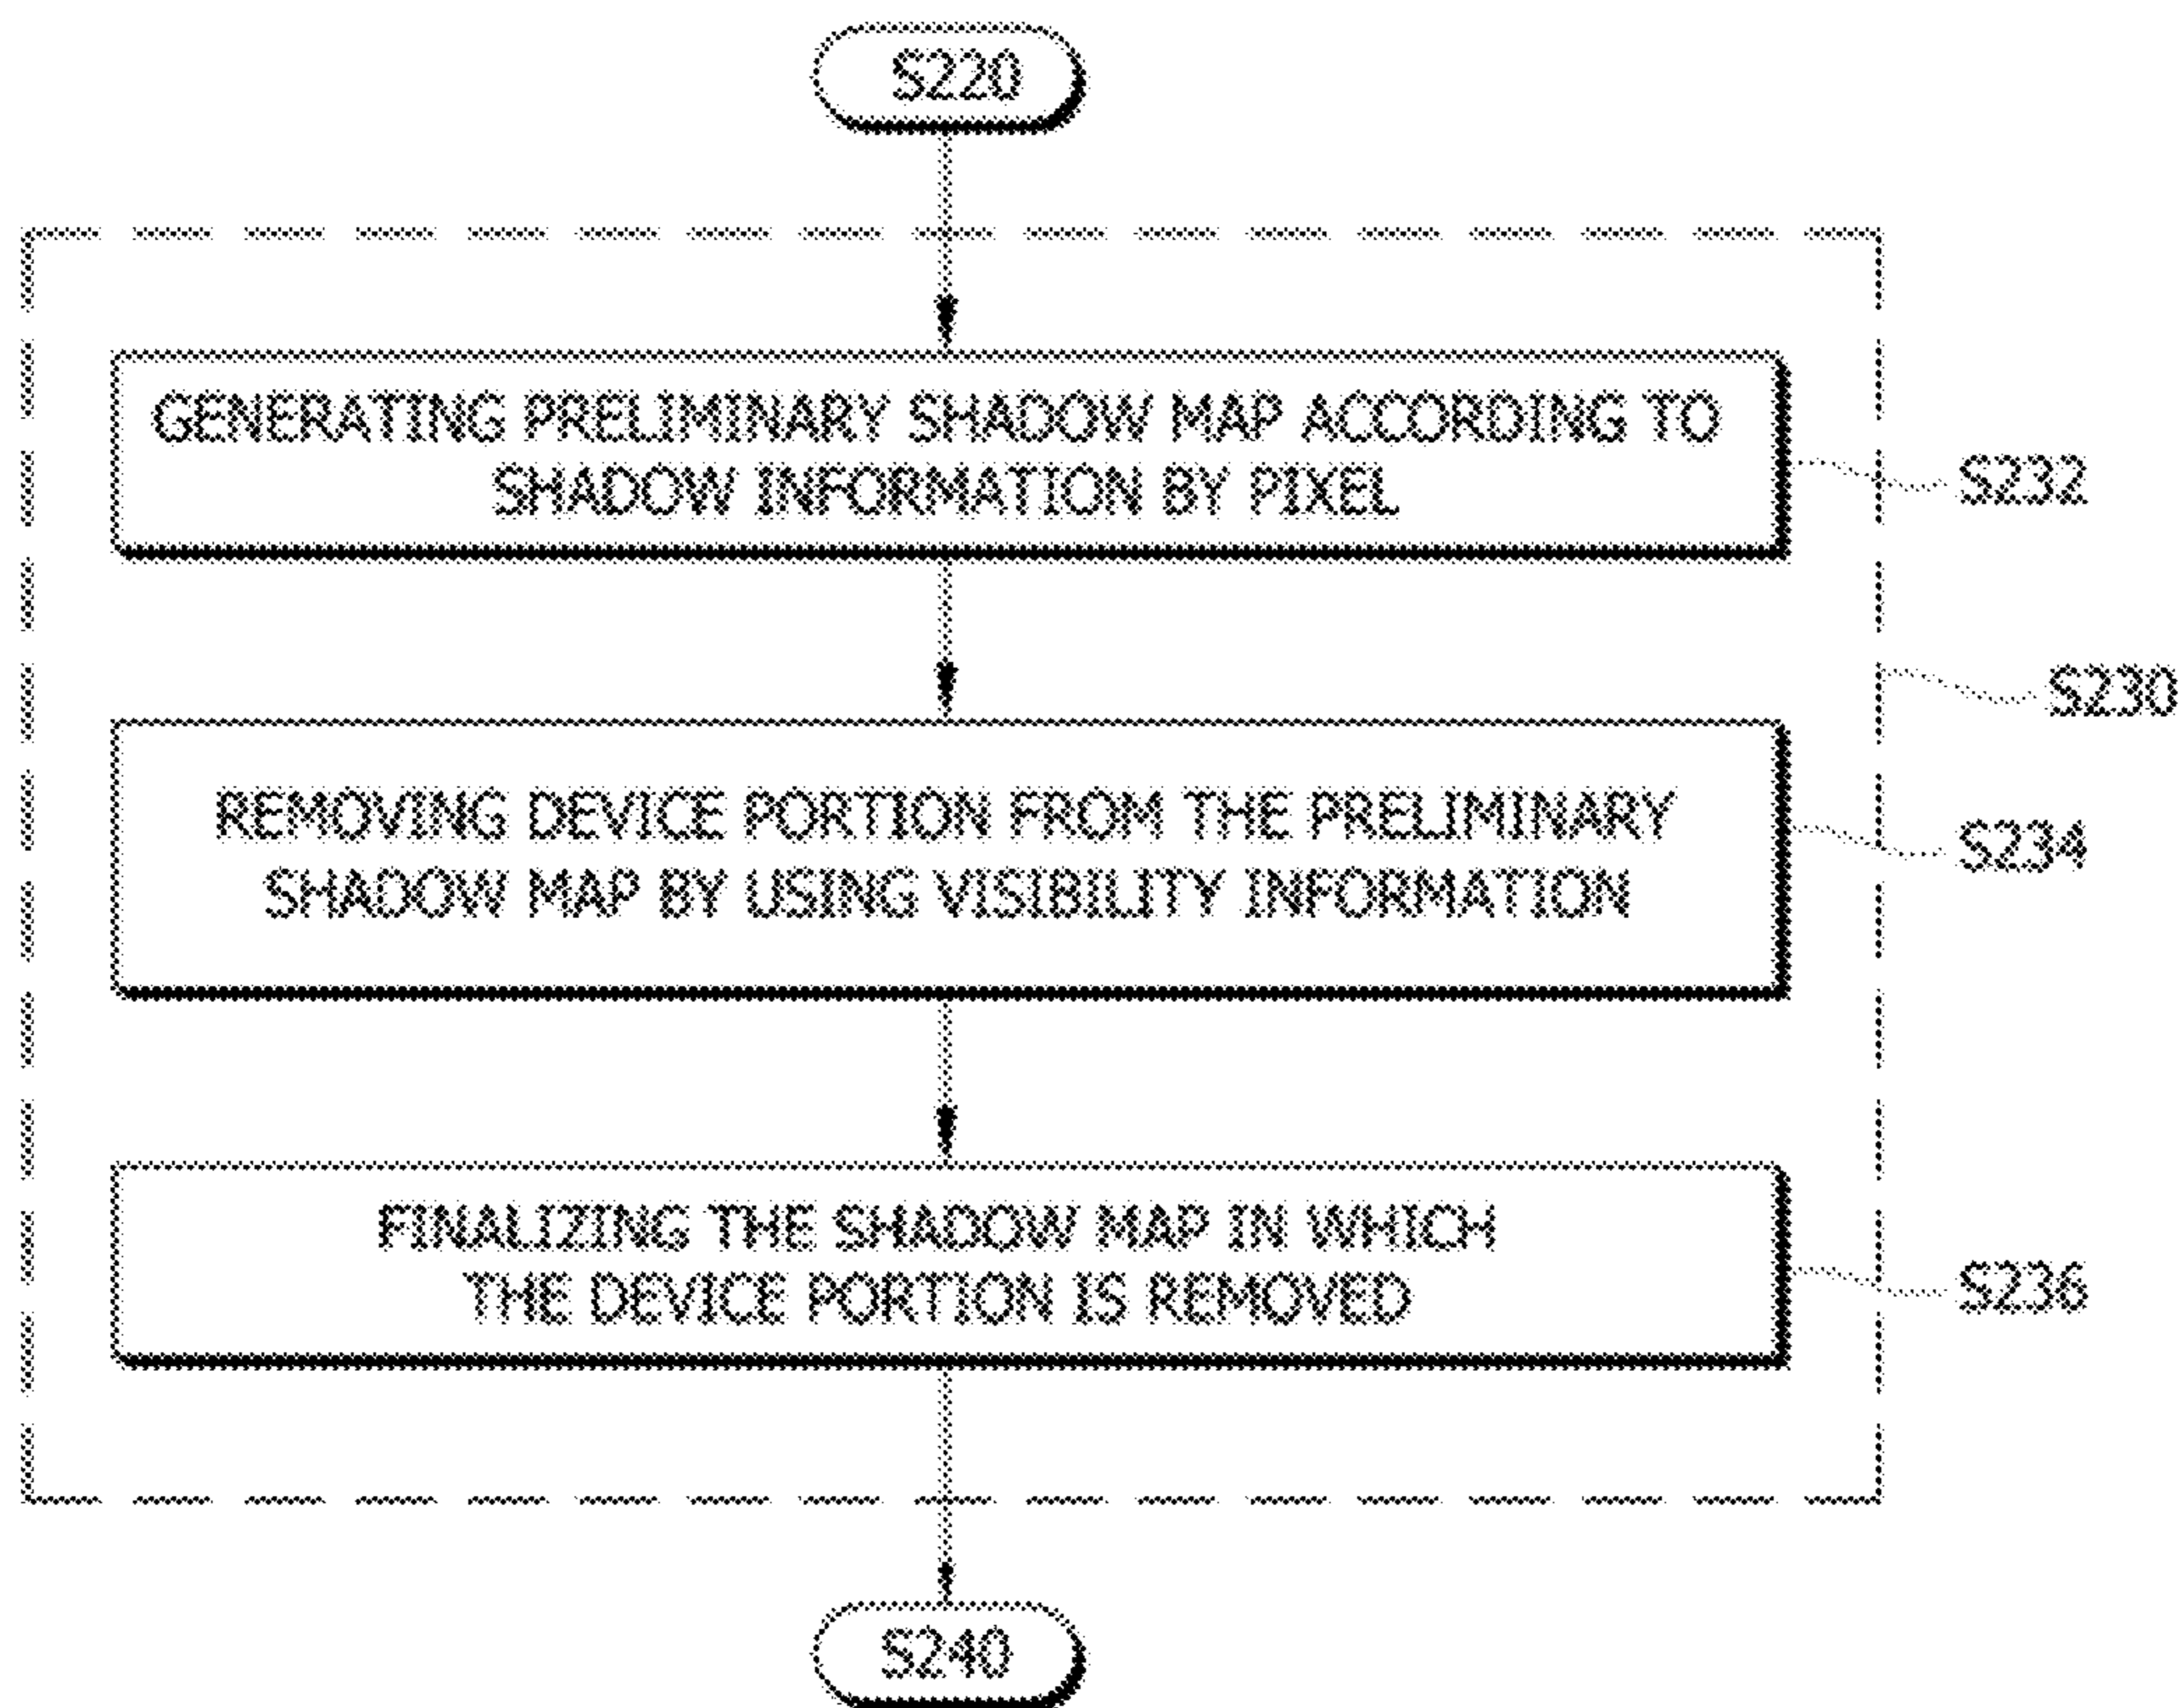 S220
GENERATING PRELIMINARY SHADOW MAP ACCORDING TO
SHADOW INFORMATION BY PIXEL
S232
S230
REMOVING DEVICE PORTION FROM THE PRELIMINARY
SHADOW MAP BY USING VISIBILITY INFORMATION
S234
FINALIZING THE SHADOW MAP IN WHICH
THE DEVICE PORTION IS REMOVED
S236
S240